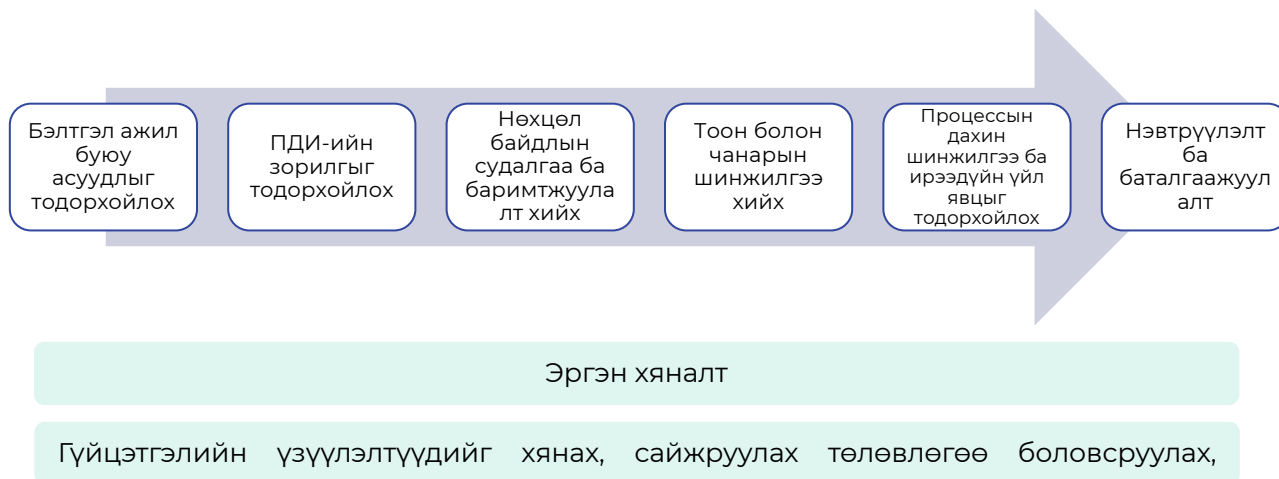 Бэлтгэл ажил
буюу
асуудлыг
тодорхойлох
ПДИ-ийн
зорилгыг
тодорхойлох
Нөхцөл
байдлын
судалгаа ба
баримтжуула
лт хийх
Тоон болон
чанарын
шинжилгээ
хийх
Процессын
дахин
шинжилгээ ба
ирээдүйн үйл
явцыг
тодорхойлох
Нэвтрүүлэлт
ба
баталгаажуул
алт
Эргэн хяналт
Гүйцэтгэлийн үзүүлэлтүүдийг хянах, сайжруулах төлөвлөгөө боловсруулах,